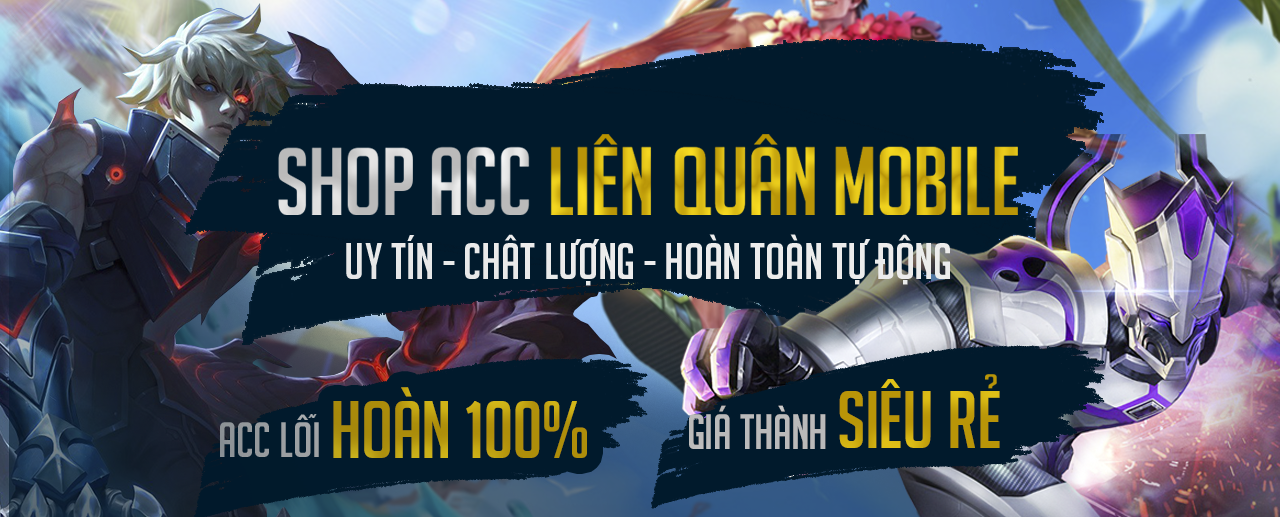 SHOP ACC LIÊN QUÂN MOBILE
UY TÍN - CHÂT LƯỢNG - HOÀN TOÀN TỰ ĐỘNG
ACC LỖI HOÀN 100%
GIÁ THÀNH SIÊU RẺ